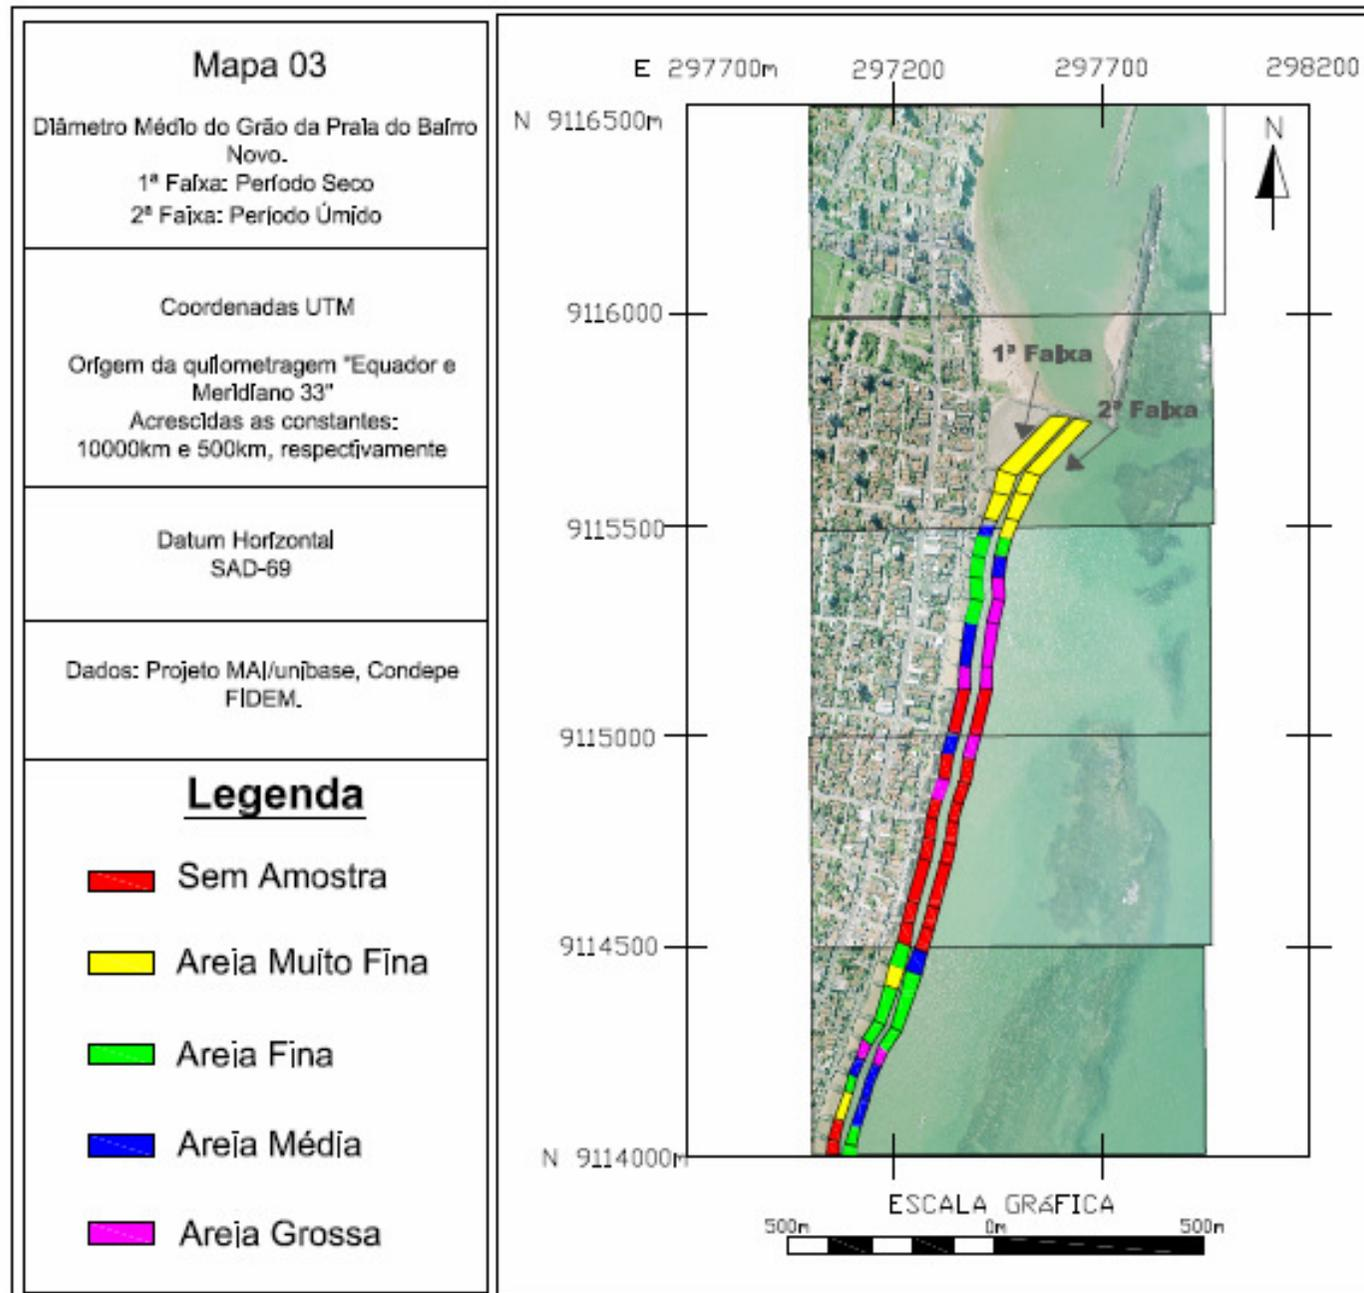 Mapa 03
Diâmetro Médio do Grão da Praia do Bairro
Novo.
1ª Faixa: Período Seco
2ª Faixa: Período Úmido
Coordenadas UTM
Origem da quilometragem "Equador e
Meridiano 33"
Acrescidas as constantes:
10000km e 500km, respectivamente
Datum Horizontal
SAD-69
Dados: Projeto MAI/unibase, Condepe
FIDEM.
Legenda
Sem Amostra
Areia Muito Fina
Areia Fina
Areia Média
Areia Grossa
E 297700m 297200 297700 298200
N 9116500m
N
9116000
1ª Faixa
2ª Faixa
9115500
9115000
9114500
N 9114000m
ESCALA GRáFICA
500m 0m 500m